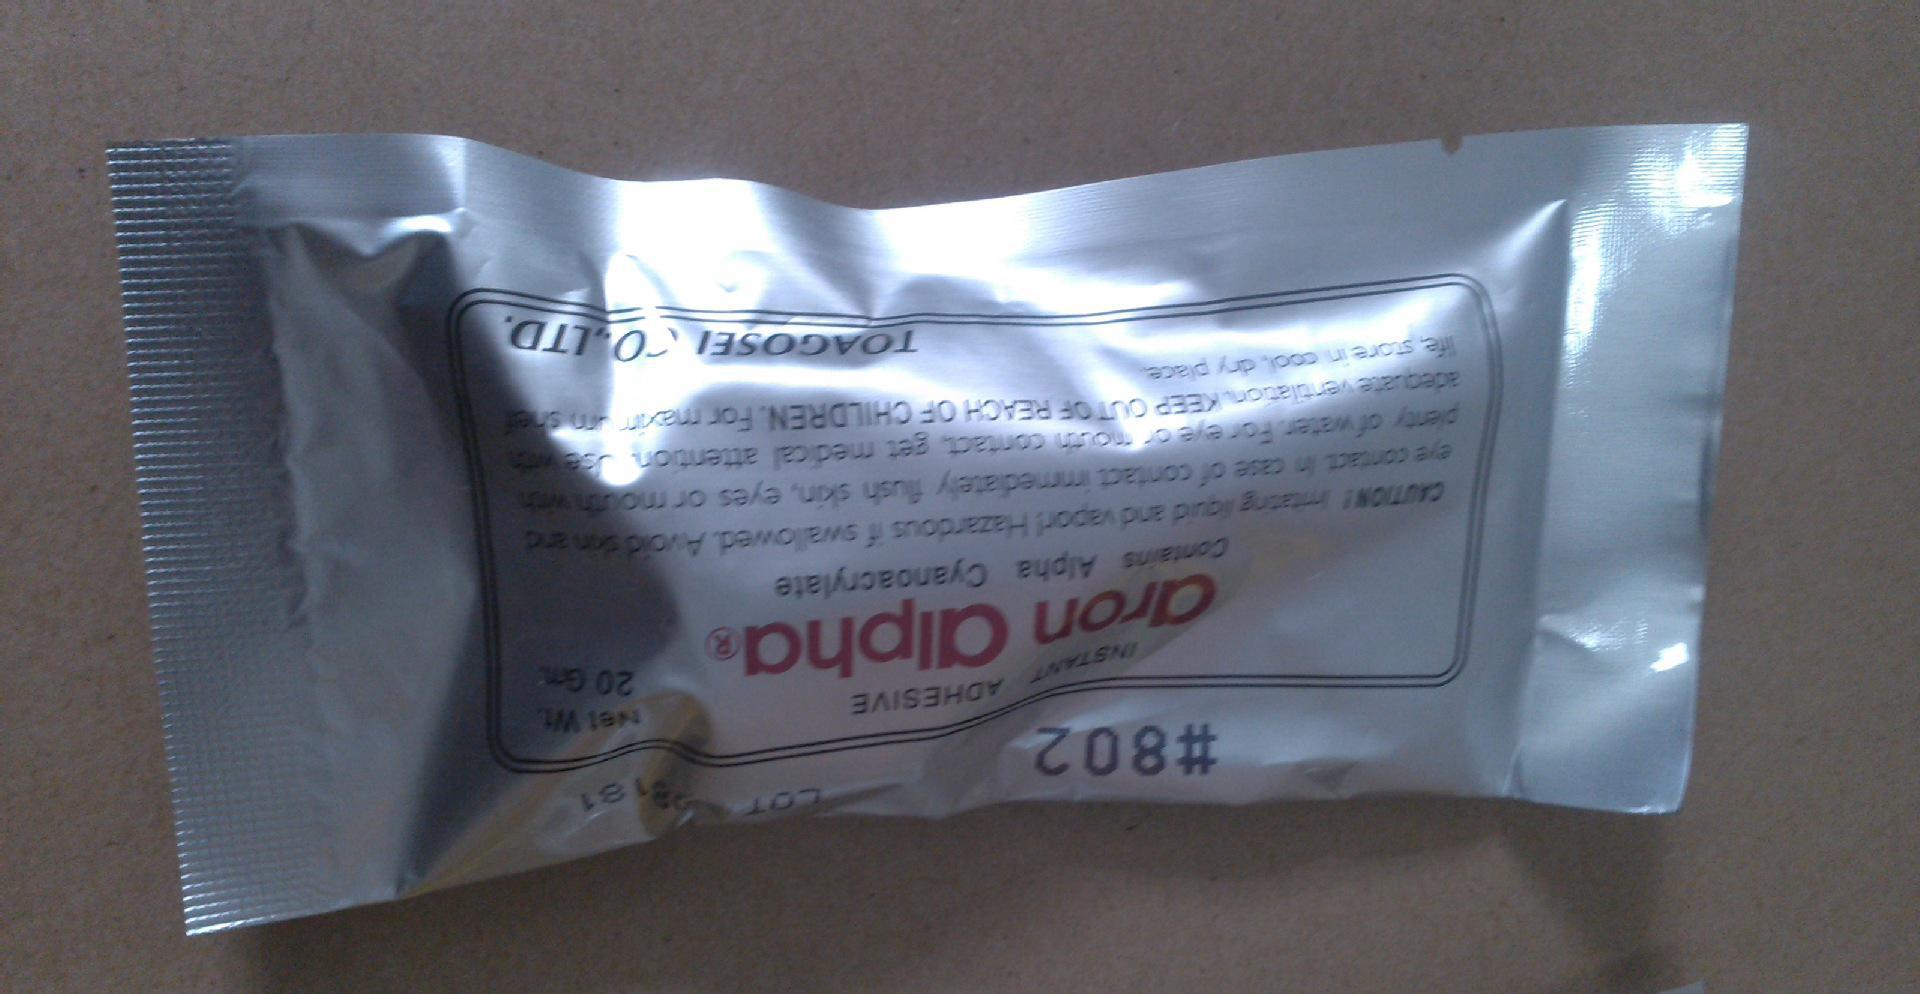 LOT
#802
INSTANT ADHESIVE
Net Wt.
aron alpha®
20 Gm.
Contains Alpha Cyanoacrylate
CAUTION! Irritating liquid and vapor! Hazardous if swallowed. Avoid skin and
eye contact. In case of contact immediately flush skin, eyes or mouth with
plenty of water. For eye or mouth contact, get medical attention. Use with
adequate ventilation. KEEP OUT OF REACH OF CHILDREN. For maximum shelf
life, store in cool, dry place.
TOAGOSEI CO.,LTD.